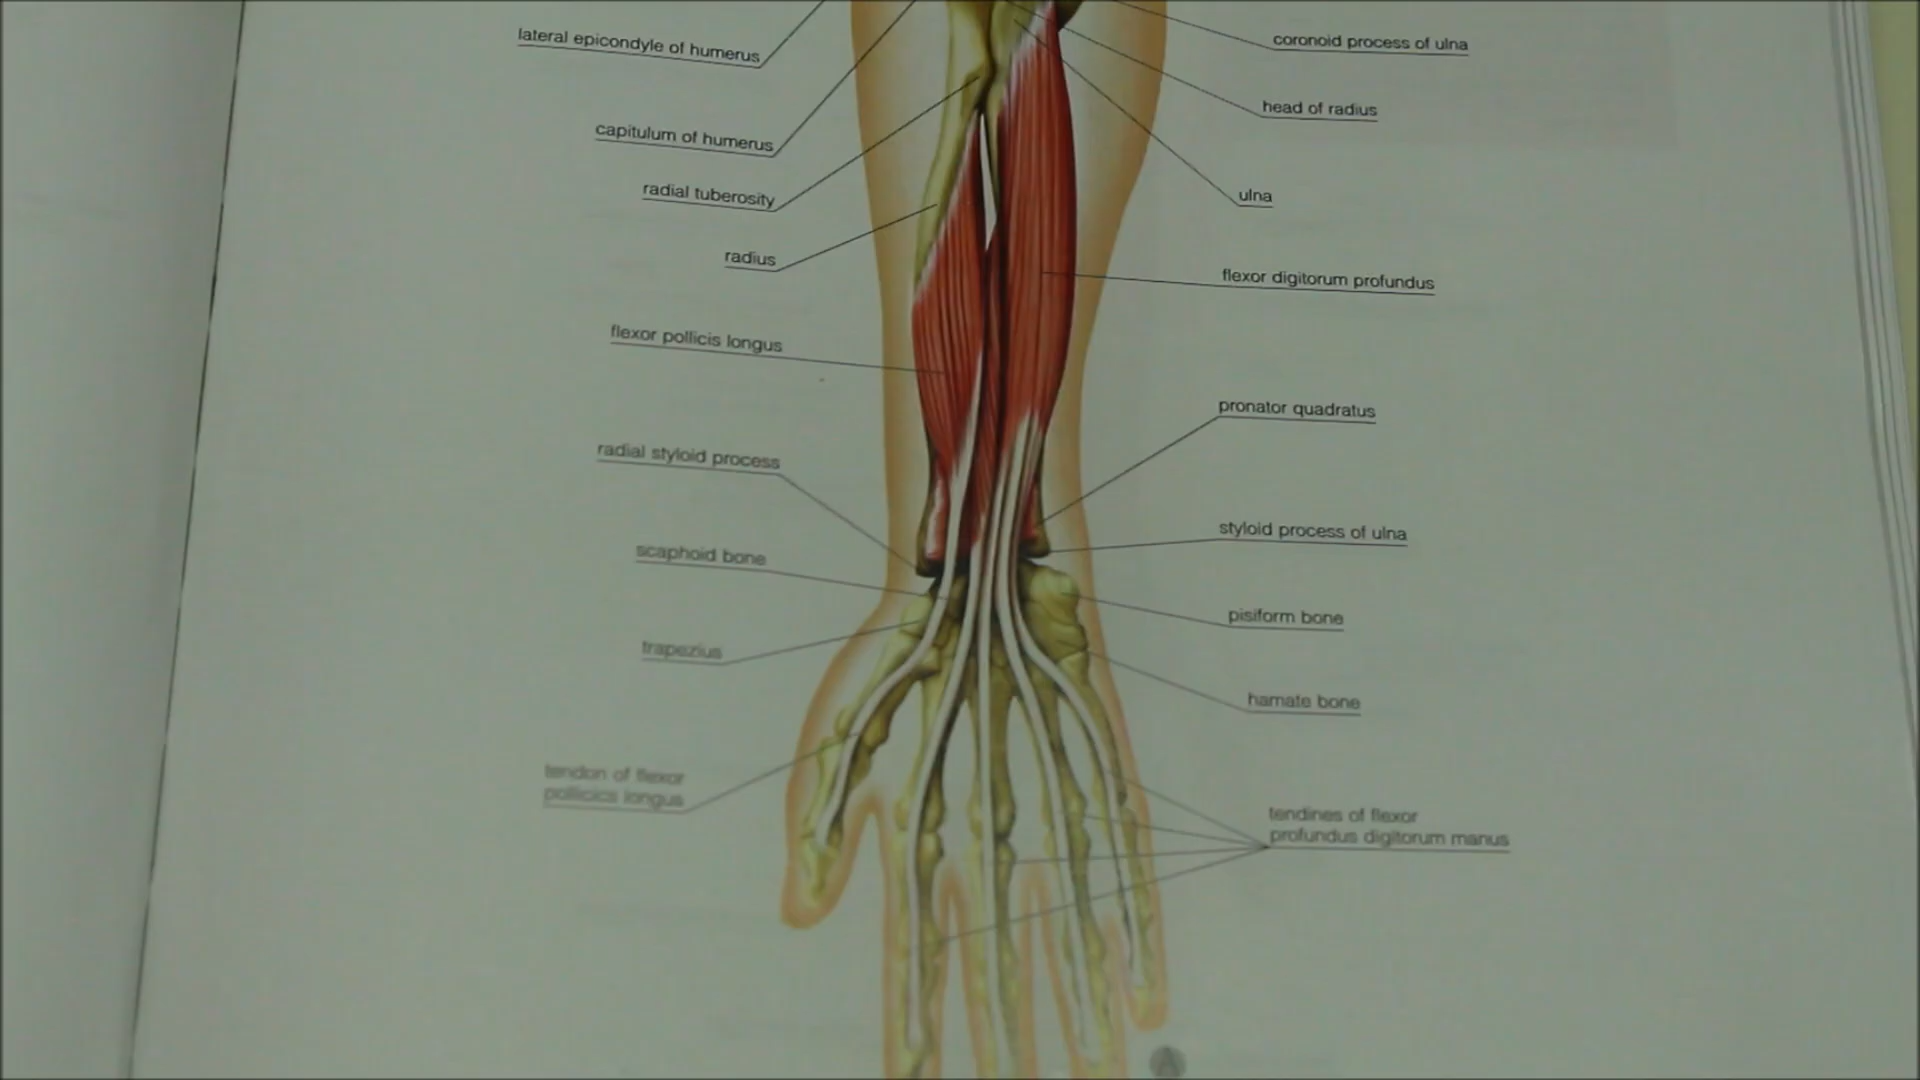 lateral epicondyle of humerus
capitulum of humerus
radial tuberosity
radius
flexor pollicis longus
radial styloid process
scaphoid bone
trapezius
tendon of flexor
pollicics longus
coronoid process of ulna
head of radius
ulna
flexor digitorum profundus
pronator quadratus
styloid process of ulna
pisiform bone
hamate bone
tendines of flexor
profundus digitorum manus
A